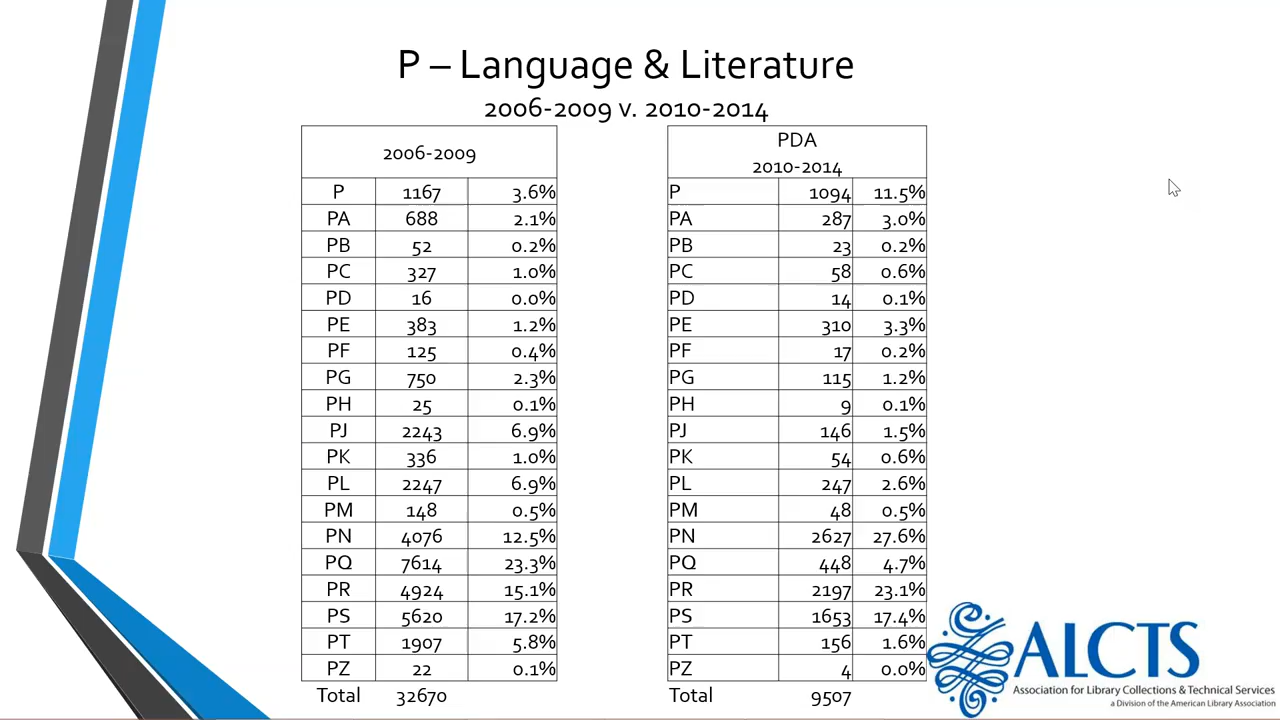 P – Language & Literature
2006-2009 v. 2010-2014
2006-2009
P 1167 3.6%
PA 688 2.1%
PB 52 0.2%
PC 327 1.0%
PD 16 0.0%
PE 383 1.2%
PF 125 0.4%
PG 750 2.3%
PH 25 0.1%
PJ 2243 6.9%
PK 336 1.0%
PL 2247 6.9%
PM 148 0.5%
PN 4076 12.5%
PQ 7614 23.3%
PR 4924 15.1%
PS 5620 17.2%
PT 1907 5.8%
PZ 22 0.1%
Total 32670
PDA
2010-2014
P 1094 11.5%
PA 287 3.0%
PB 23 0.2%
PC 58 0.6%
PD 14 0.1%
PE 310 3.3%
PF 17 0.2%
PG 115 1.2%
PH 9 0.1%
PJ 146 1.5%
PK 54 0.6%
PL 247 2.6%
PM 48 0.5%
PN 2627 27.6%
PQ 448 4.7%
PR 2197 23.1%
PS 1653 17.4%
PT 156 1.6%
PZ 4 0.0%
Total 9507
ALCTS
Association for Library Collections & Technical Services
a Division of the American Library Association